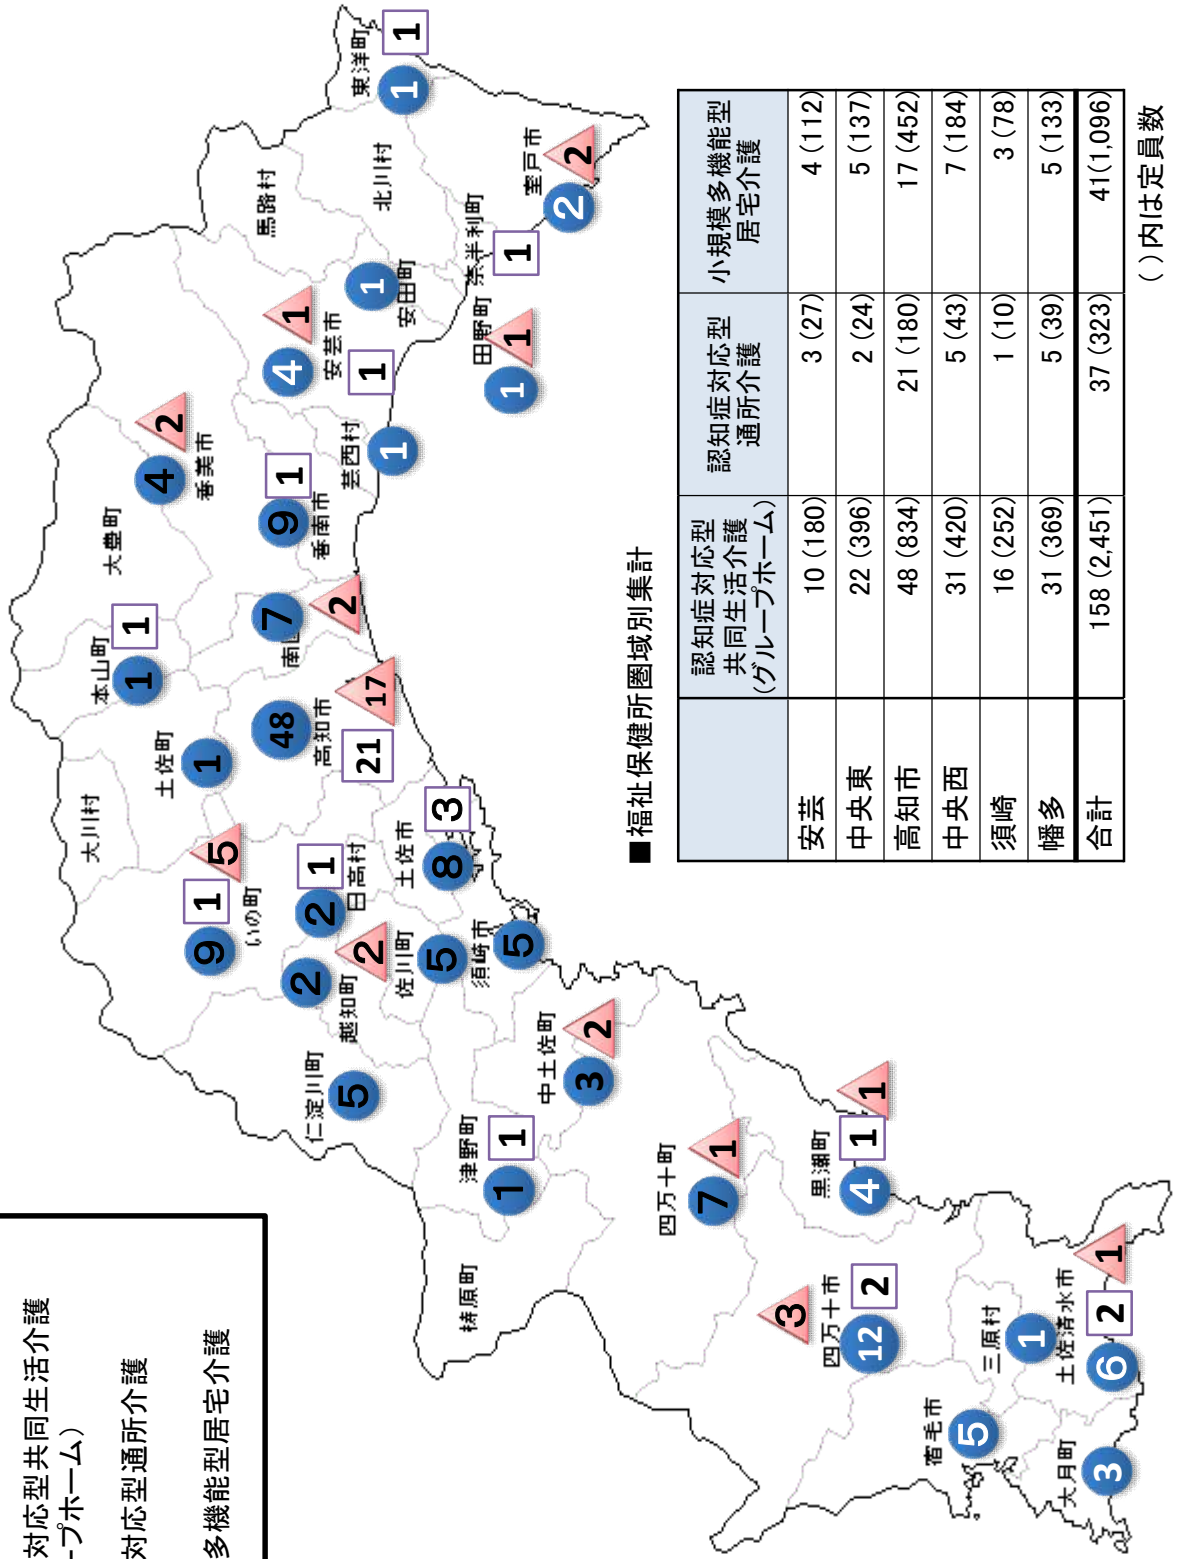 対応型共同生活介護
ープホーム)
対応型通所介護
多機能型居宅介護
東洋町
1
1
馬路村
北川村
室戸市
2
2
奈半利町
1
安田町
1
田野町
1
1
安芸市
4
1
1
芸西村
1
香美市
4
2
香南市
9
1
大豊町
本山町
1
1
南国
7
2
土佐町
1
高知市
48
17
21
大川村
いの町
9
1
5
日高村
2
1
土佐市
8
3
越知町
2
佐川町
5
2
須崎市
5
仁淀川町
5
中土佐町
3
2
津野町
1
1
梼原町
四万十町
7
1
黒潮町
4
1
1
四万十市
12
2
3
三原村
1
土佐清水市
6
2
1
宿毛市
5
大月町
3
■福祉保健所圏域別集計
認知症対応型
共同生活介護
(グループホーム)
認知症対応型
通所介護
小規模多機能型
居宅介護
安芸 10 (180) 3 (27) 4 (112)
中央東 22 (396) 2 (24) 5 (137)
高知市 48 (834) 21 (180) 17 (452)
中央西 31 (420) 5 (43) 7 (184)
須崎 16 (252) 1 (10) 3 (78)
幡多 31 (369) 5 (39) 5 (133)
合計 158 (2,451) 37 (323) 41(1,096)
( )内は定員数